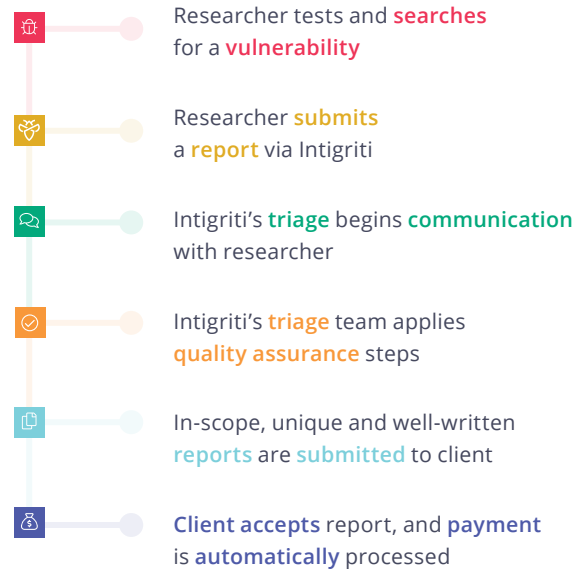 Researcher tests and searches
for a vulnerability
Researcher submits
a report via Intigriti
Intigriti’s triage begins communication
with researcher
Intigriti’s triage team applies
quality assurance steps
In-scope, unique and well-written
reports are submitted to client
Client accepts report, and payment
is automatically processed